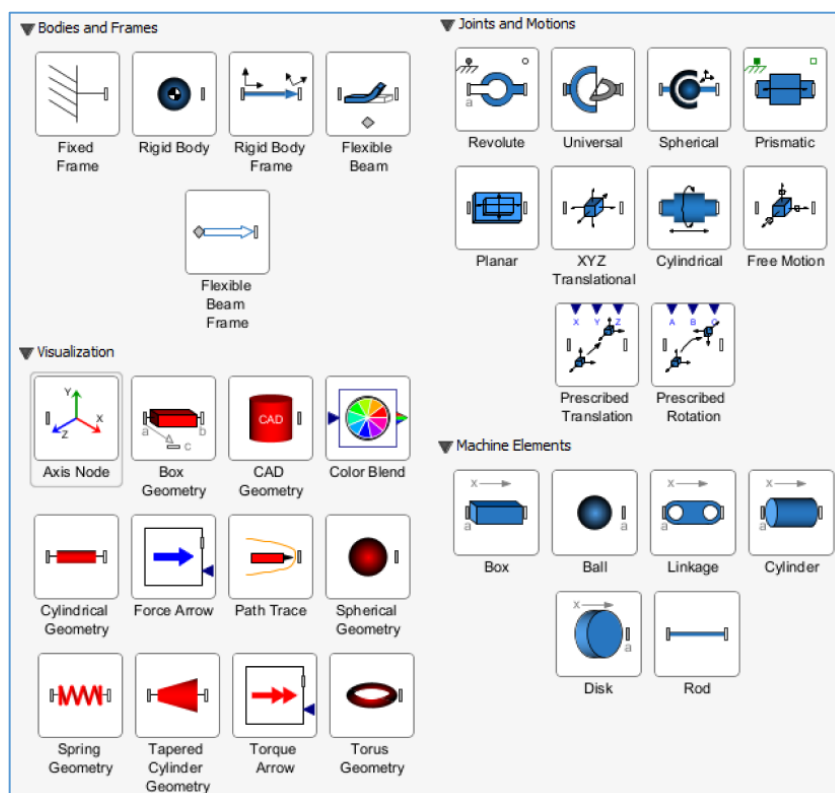 Bodies and Frames
Fixed Frame
Rigid Body
Rigid Body Frame
Flexible Beam
Flexible Beam Frame
Visualization
Y
X
Z
Axis Node
a
b
c
Box Geometry
CAD
CAD Geometry
Color Blend
Cylindrical Geometry
Force Arrow
Path Trace
Spherical Geometry
Spring Geometry
Tapered Cylinder Geometry
Torque Arrow
Torus Geometry
Joints and Motions
a
Revolute
Universal
Spherical
Prismatic
Planar
XYZ Translational
Cylindrical
Free Motion
X Y Z
Prescribed Translation
A B C
Prescribed Rotation
Machine Elements
x
a
Box
a
Ball
x
a
Linkage
x
a
Cylinder
x
a
Disk
Rod